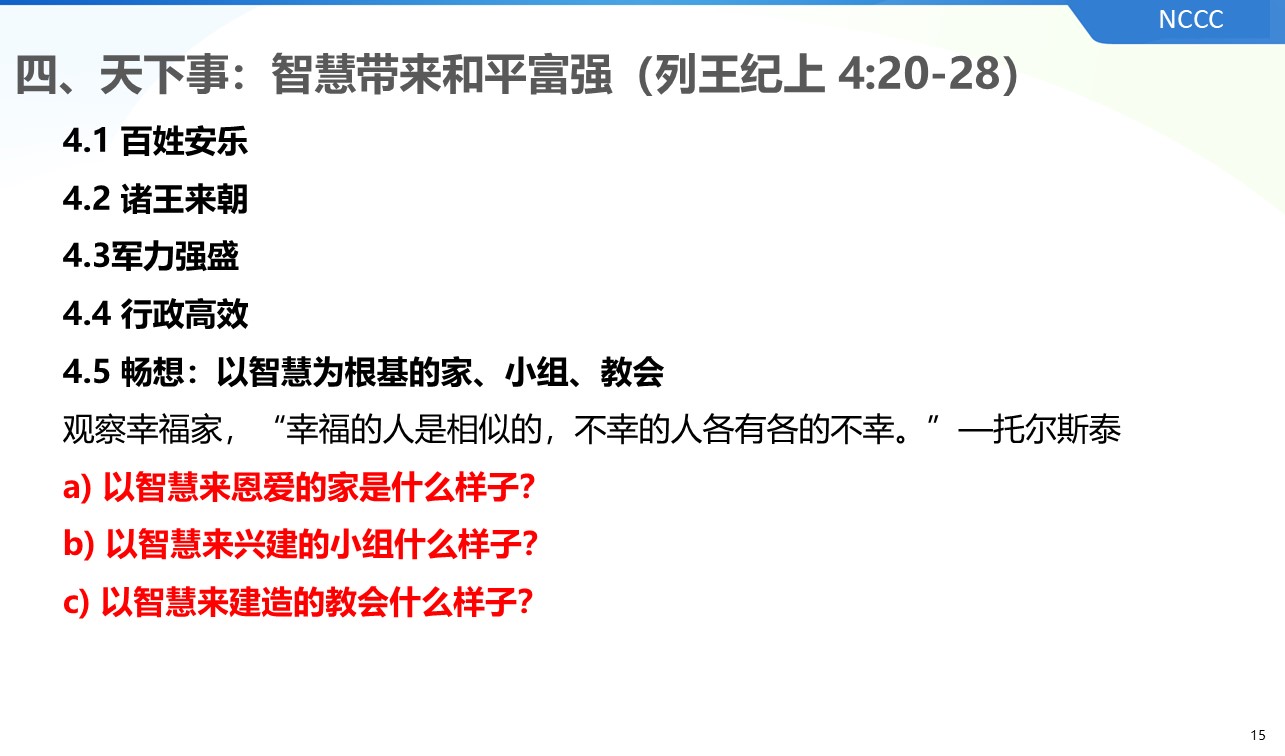 NCCC
四、天下事：智慧带来和平富强（列王纪上 4:20-28）
4.1 百姓安乐
4.2 诸王来朝
4.3军力强盛
4.4 行政高效
4.5 畅想：以智慧为根基的家、小组、教会
观察幸福家，“幸福的人是相似的，不幸的人各有各的不幸。”—托尔斯泰
a) 以智慧来恩爱的家是什么样子？
b) 以智慧来兴建的小组什么样子？
c) 以智慧来建造的教会什么样子？
15